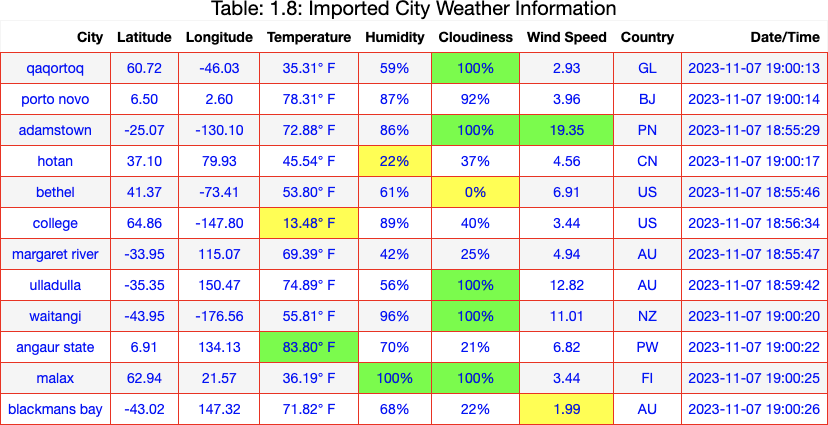 Table: 1.8: Imported City Weather Information
City Latitude Longitude Temperature Humidity Cloudiness Wind Speed Country Date/Time
qaqortoq 60.72 -46.03 35.31° F 59% 100% 2.93 GL 2023-11-07 19:00:13
porto novo 6.50 2.60 78.31° F 87% 92% 3.96 BJ 2023-11-07 19:00:14
adamstown -25.07 -130.10 72.88° F 86% 100% 19.35 PN 2023-11-07 18:55:29
hotan 37.10 79.93 45.54° F 22% 37% 4.56 CN 2023-11-07 19:00:17
bethel 41.37 -73.41 53.80° F 61% 0% 6.91 US 2023-11-07 18:55:46
college 64.86 -147.80 13.48° F 89% 40% 3.44 US 2023-11-07 18:56:34
margaret river -33.95 115.07 69.39° F 42% 25% 4.94 AU 2023-11-07 18:55:47
ulladulla -35.35 150.47 74.89° F 56% 100% 12.82 AU 2023-11-07 18:59:42
waitangi -43.95 -176.56 55.81° F 96% 100% 11.01 NZ 2023-11-07 19:00:20
angaur state 6.91 134.13 83.80° F 70% 21% 6.82 PW 2023-11-07 19:00:22
malax 62.94 21.57 36.19° F 100% 100% 3.44 FI 2023-11-07 19:00:25
blackmans bay -43.02 147.32 71.82° F 68% 22% 1.99 AU 2023-11-07 19:00:26